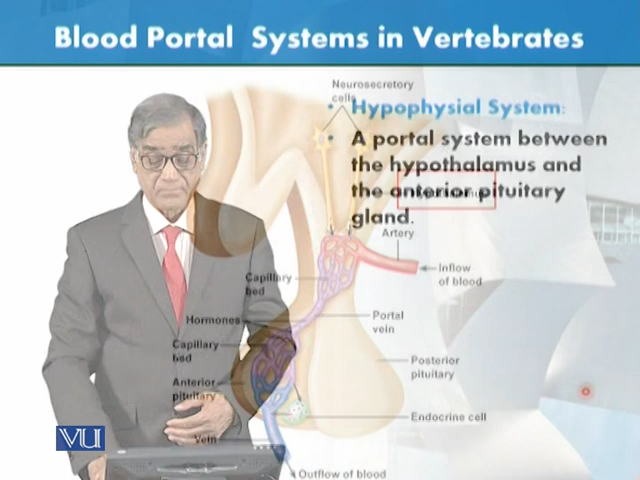 Blood Portal Systems in Vertebrates
Neurosecretory
cells
• Hypophysial System:
• A portal system between
the hypothalamus and
the anterior pituitary
gland.
Artery
Capillary
bed
Inflow
of blood
Hormones
Portal
vein
Capillary
bed
Posterior
pituitary
Anterior
pituitary
Endocrine cell
Vein
Outflow of blood
VU